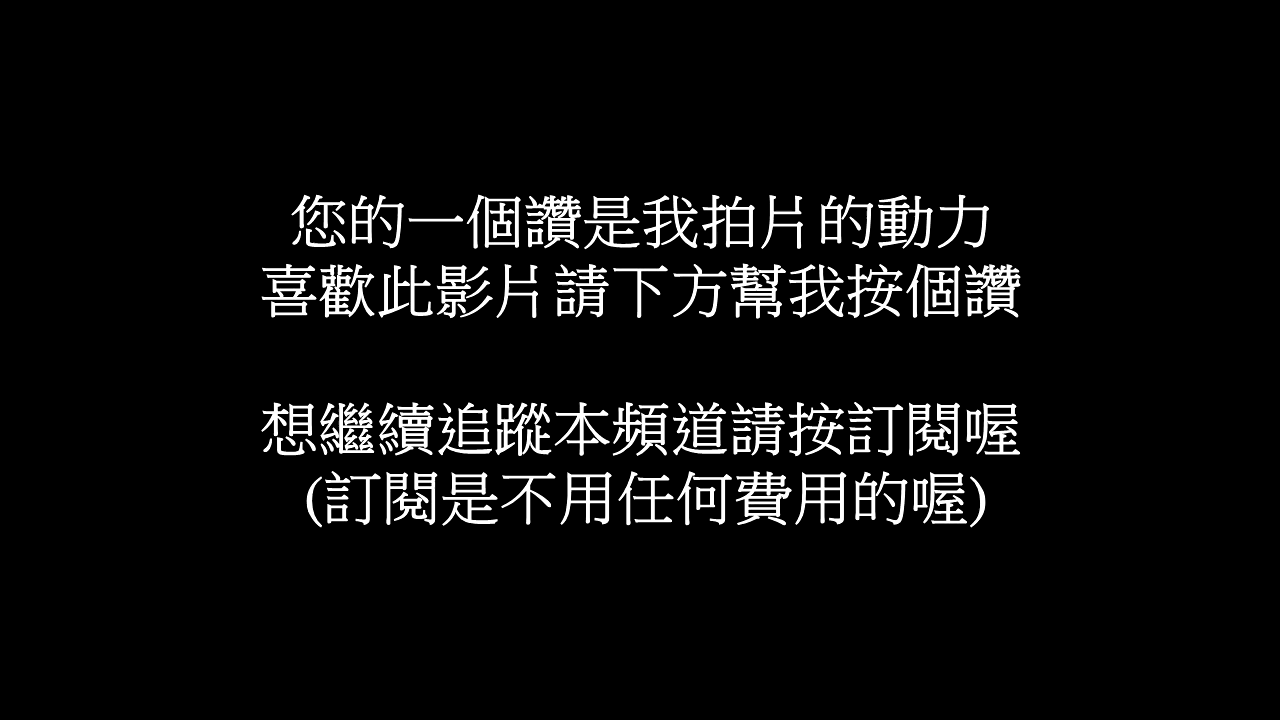 您的一個讚是我拍片的動力
喜歡此影片請下方幫我按個讚
想繼續追蹤本頻道請按訂閱喔
(訂閱是不用任何費用的喔)